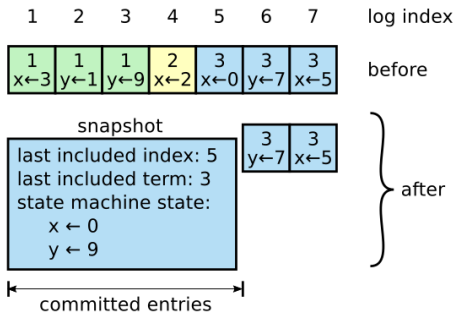 1 2 3 4 5 6 7 log index
1 1 1 2 3 3 3
x←3 y←1 y←9 x←2 x←0 y←7 x←5
before
snapshot
3 3
y←7 x←5
last included index: 5
last included term: 3
state machine state:
x ← 0
y ← 9
after
committed entries